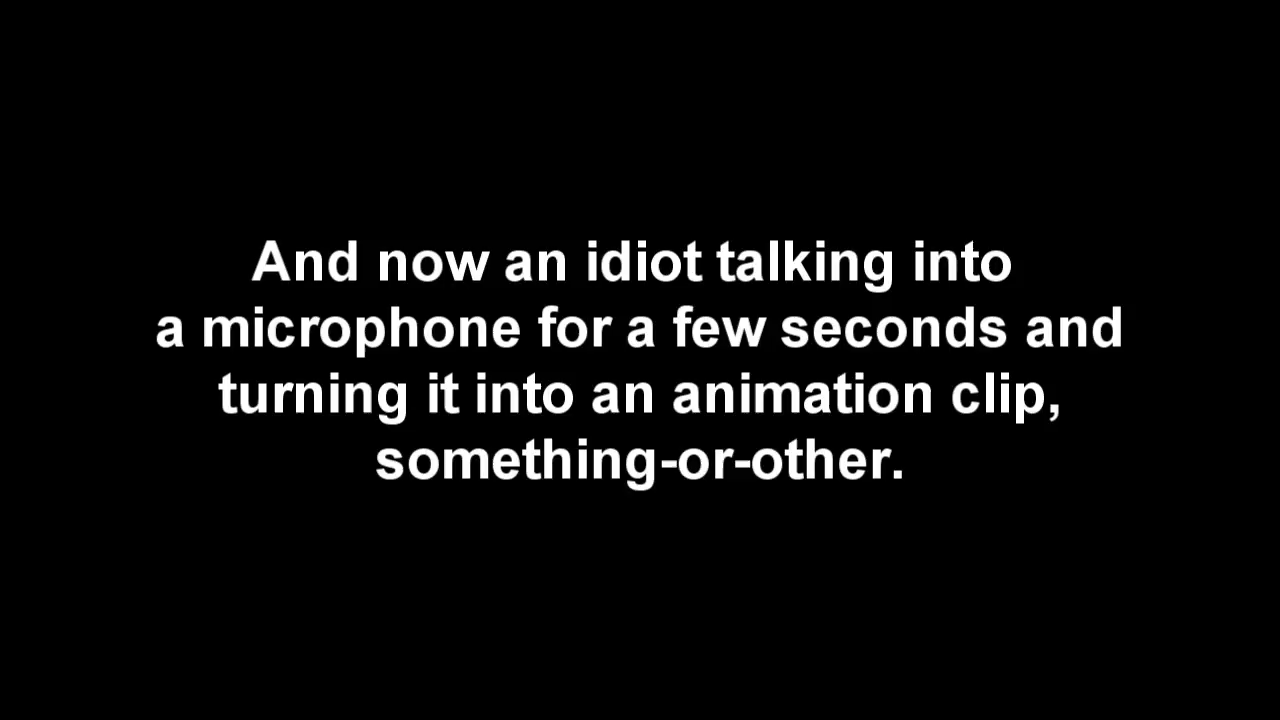 And now an idiot talking into
a microphone for a few seconds and
turning it into an animation clip,
something-or-other.